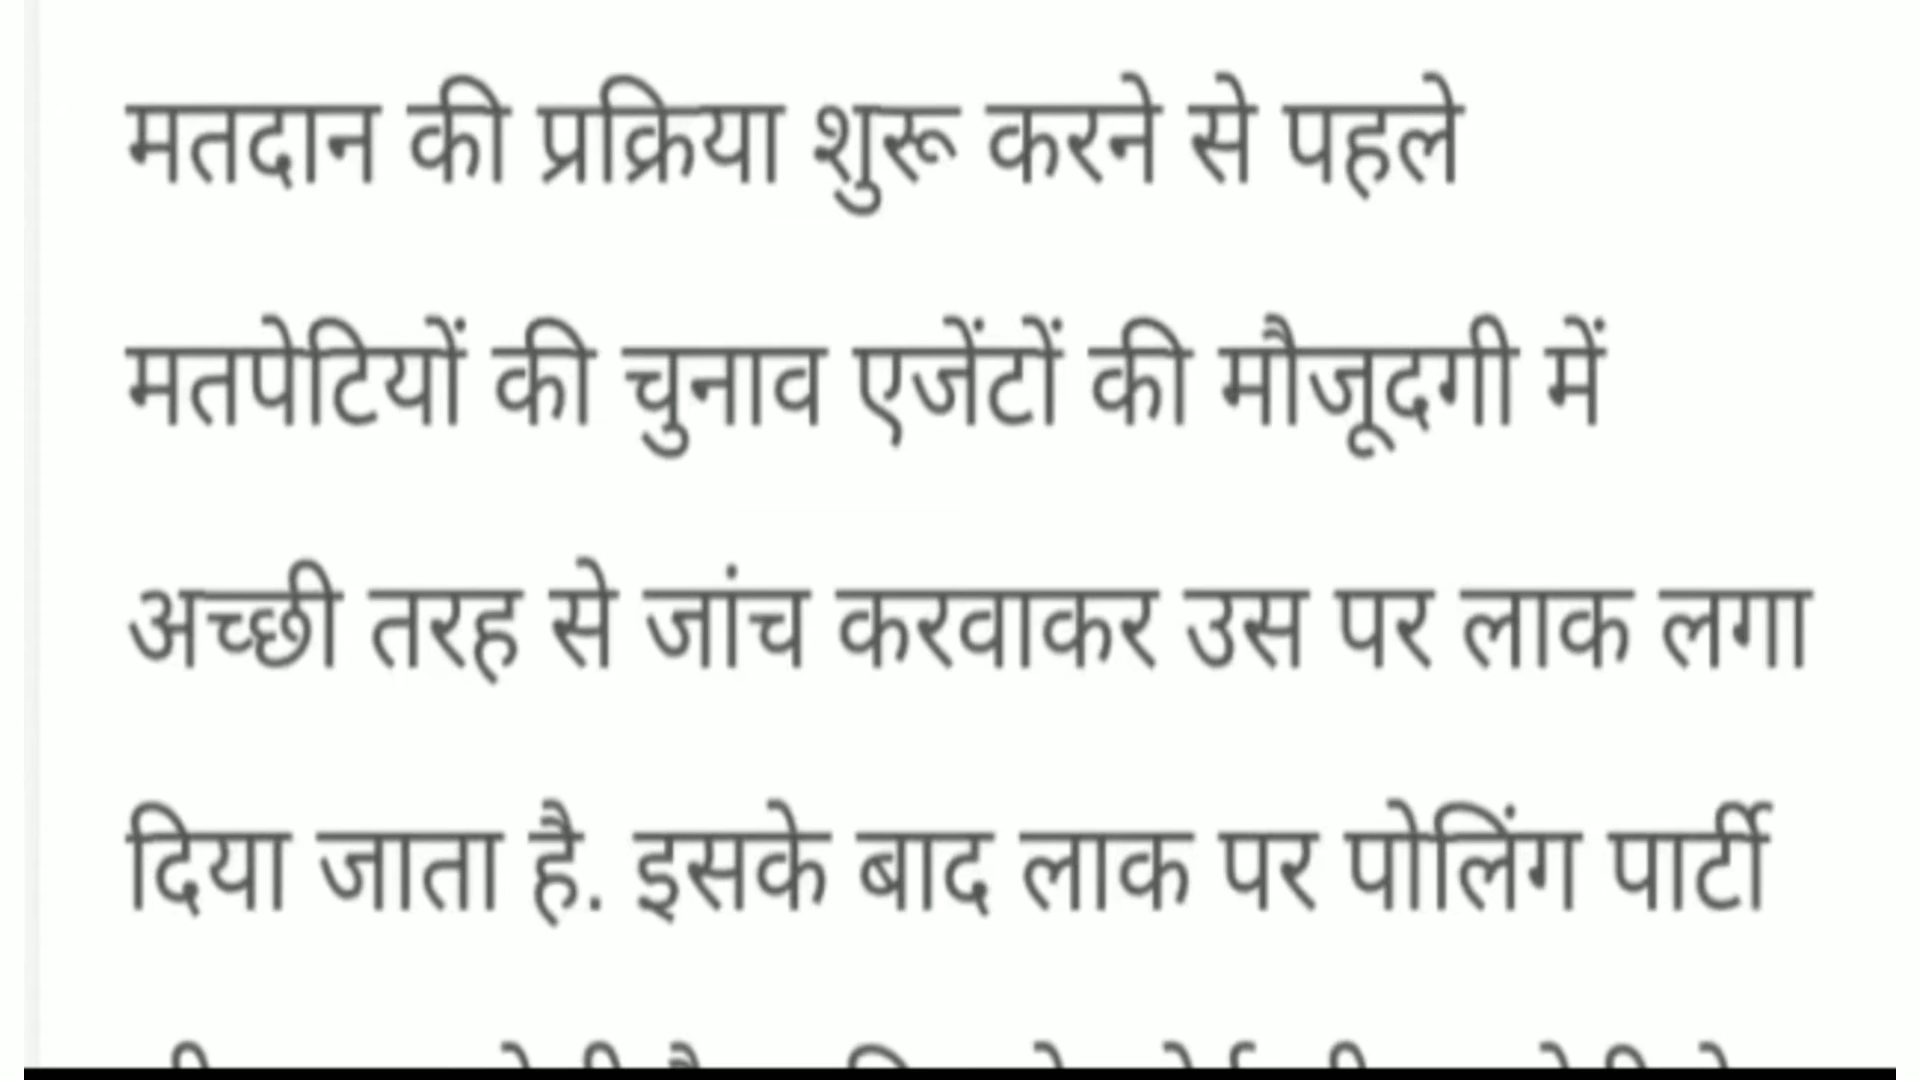 मतदान की प्रक्रिया शुरू करने से पहले
मतपेटियों की चुनाव एजेंटों की मौजूदगी में
अच्छी तरह से जांच करवाकर उस पर लाक लगा
दिया जाता है. इसके बाद लाक पर पोलिंग पार्टी